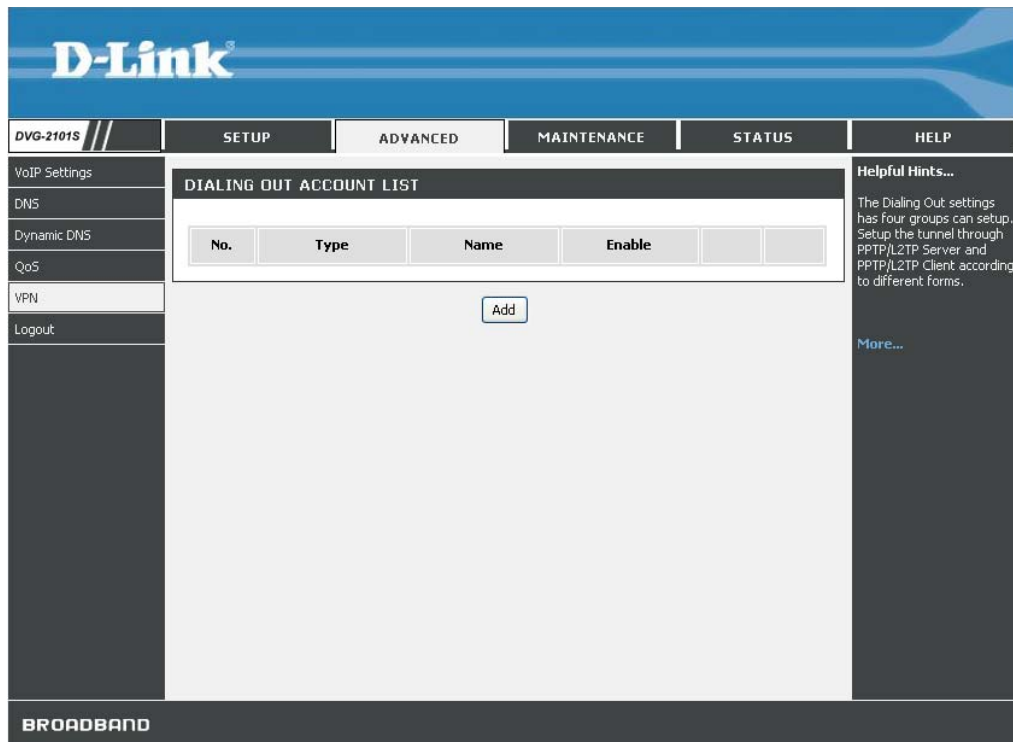 D-Link®
DVG-2101S
SETUP
ADVANCED
MAINTENANCE
STATUS
HELP
VoIP Settings
DNS
Dynamic DNS
QoS
VPN
Logout
DIALING OUT ACCOUNT LIST
No. Type Name Enable
Add
Helpful Hints...
The Dialing Out settings
has four groups can setup.
Setup the tunnel through
PPTP/L2TP Server and
PPTP/L2TP Client according
to different forms.
More...
BROADBAND